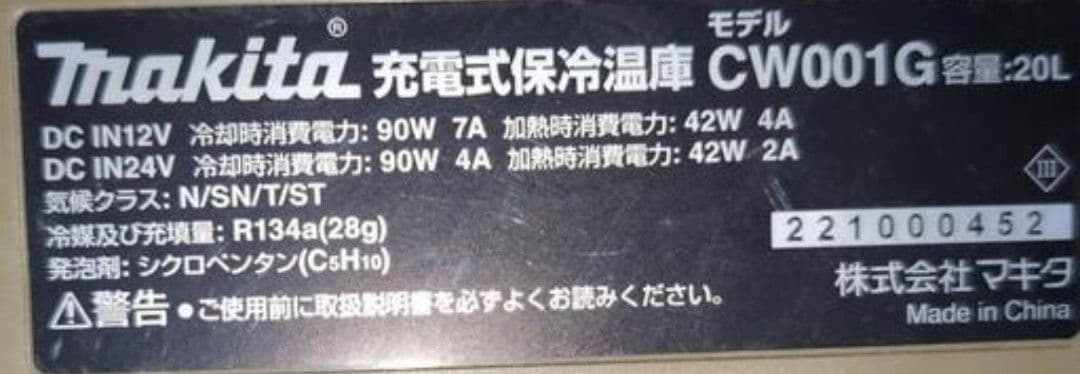 makita® 充電式保冷温庫 モデル CW001G 容量:20L
DC IN12V 冷却時消費電力: 90W 7A 加熱時消費電力: 42W 4A
DC IN24V 冷却時消費電力: 90W 4A 加熱時消費電力: 42W 2A
気候クラス: N/SN/T/ST
III
冷媒及び充填量: R134a(28g)
221000452
発泡剤: シクロペンタン(C5H10)
株式会社 マキタ
⚠警告 ●ご使用前に取扱説明書を必ずよくお読みください。
Made in China